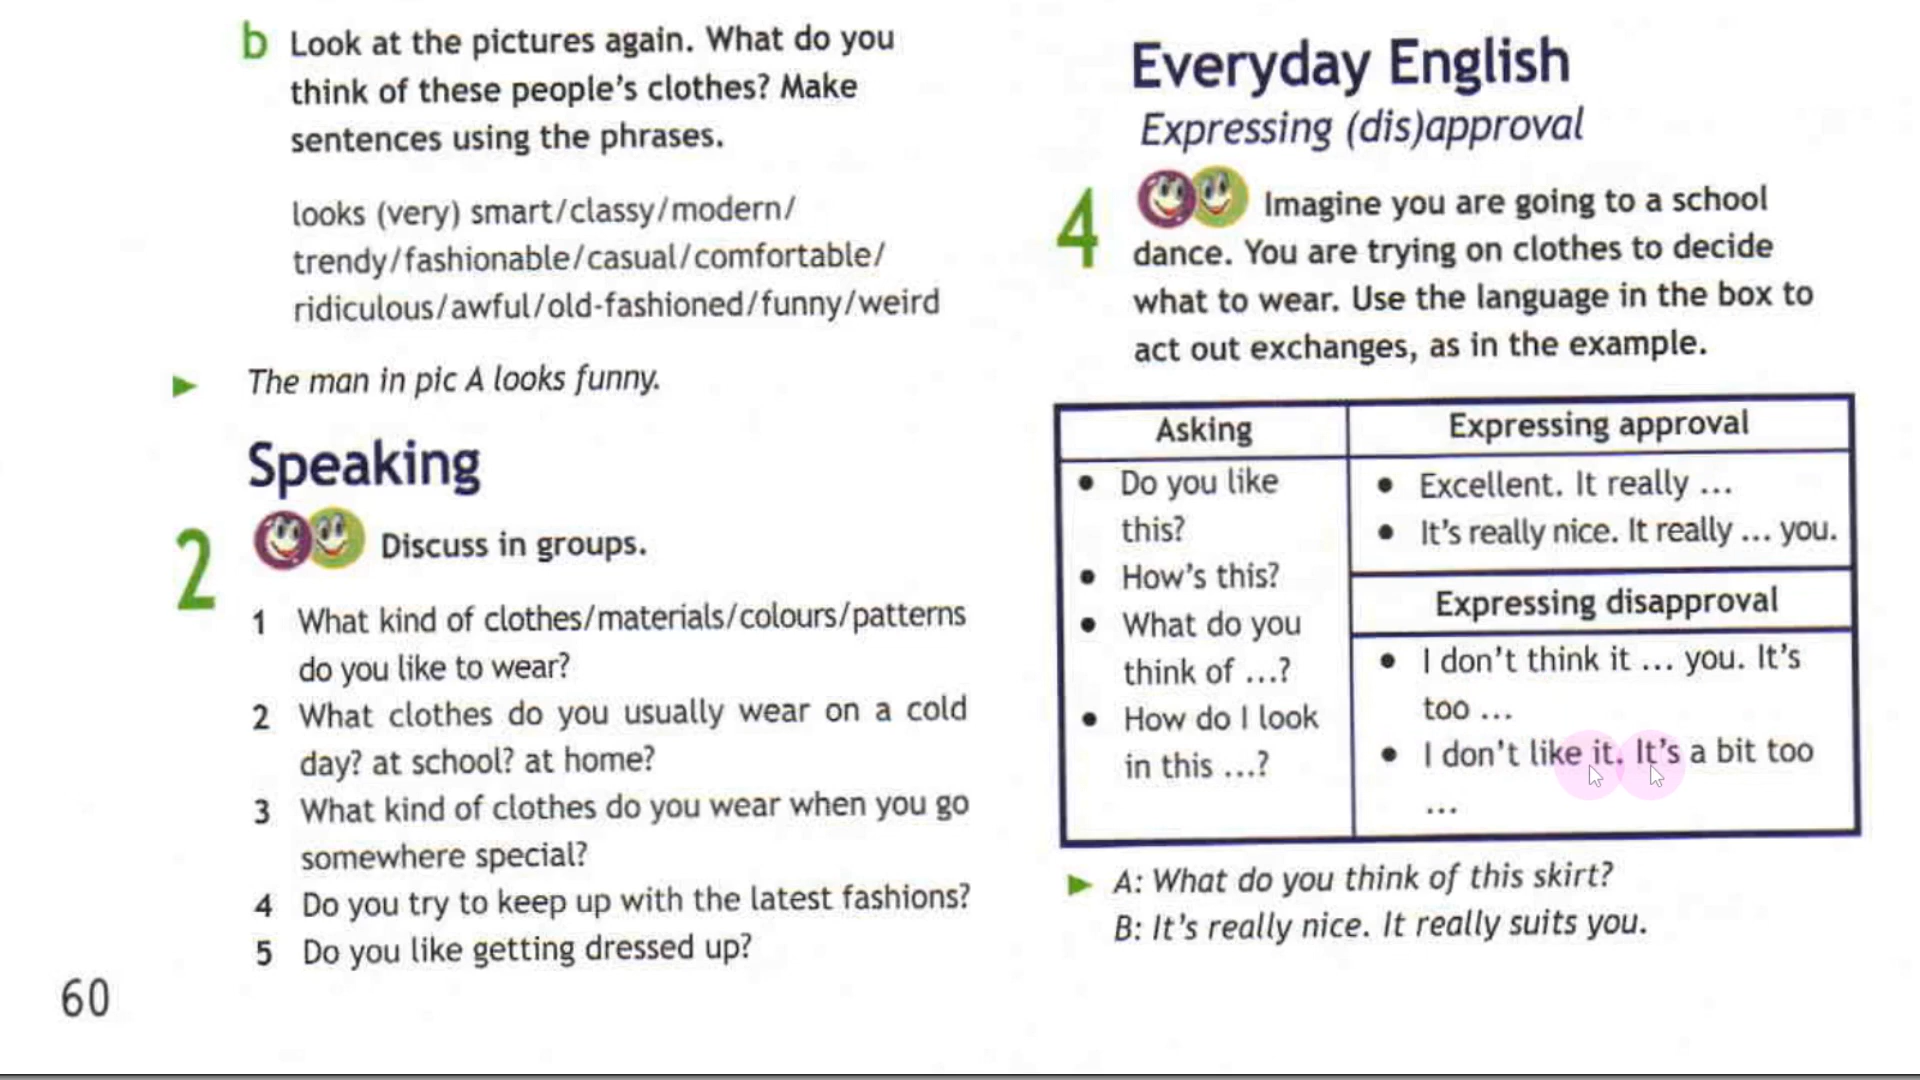 b Look at the pictures again. What do you
think of these people's clothes? Make
sentences using the phrases.
looks (very) smart/classy/modern/
trendy/fashionable/casual/comfortable/
ridiculous/awful/old-fashioned/funny/weird
The man in pic A looks funny.
Speaking
2 Discuss in groups.
1 What kind of clothes/materials/colours/patterns
do you like to wear?
2 What clothes do you usually wear on a cold
day? at school? at home?
3 What kind of clothes do you wear when you go
somewhere special?
4 Do you try to keep up with the latest fashions?
5 Do you like getting dressed up?
60
Everyday English
Expressing (dis)approval
4 Imagine you are going to a school
dance. You are trying on clothes to decide
what to wear. Use the language in the box to
act out exchanges, as in the example.
Asking
• Do you like
this?
• How's this?
• What do you
think of ...?
• How do I look
in this ...?
Expressing approval
• Excellent. It really ...
• It's really nice. It really ... you.
Expressing disapproval
• I don't think it ... you. It's
too ...
• I don't like it. It's a bit too
...
A: What do you think of this skirt?
B: It's really nice. It really suits you.